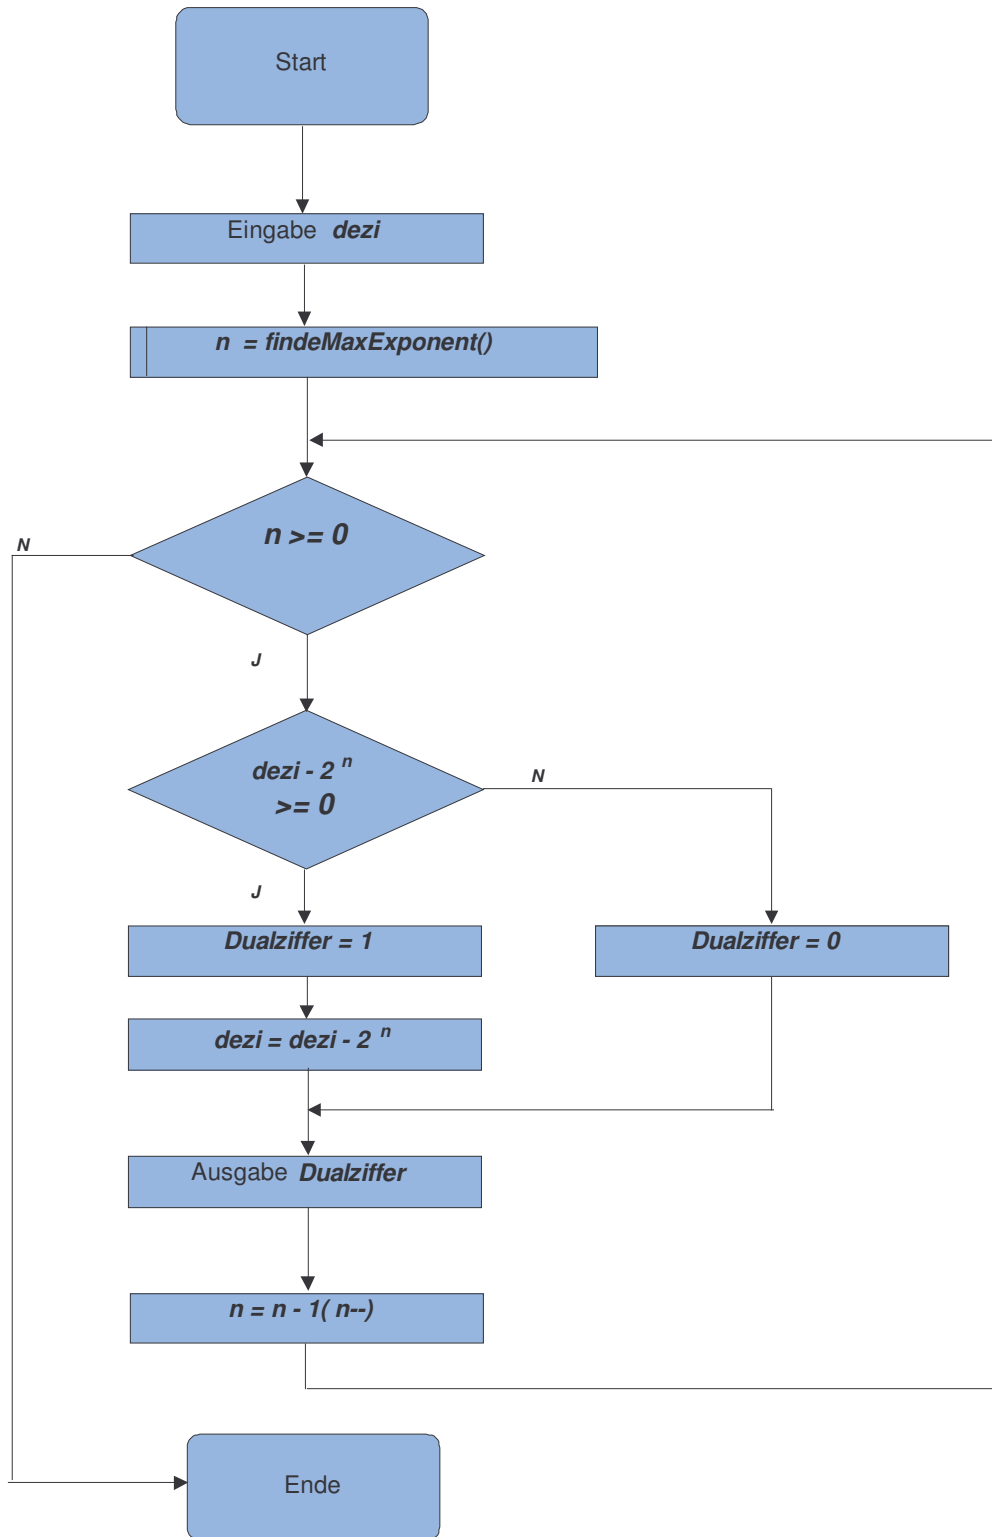 Start
Eingabe dezi
n = findeMaxExponent()
n >= 0
N
J
dezi - 2 n
>= 0
N
J
Dualziffer = 1
Dualziffer = 0
dezi = dezi - 2 n
Ausgabe Dualziffer
n = n - 1( n--)
Ende